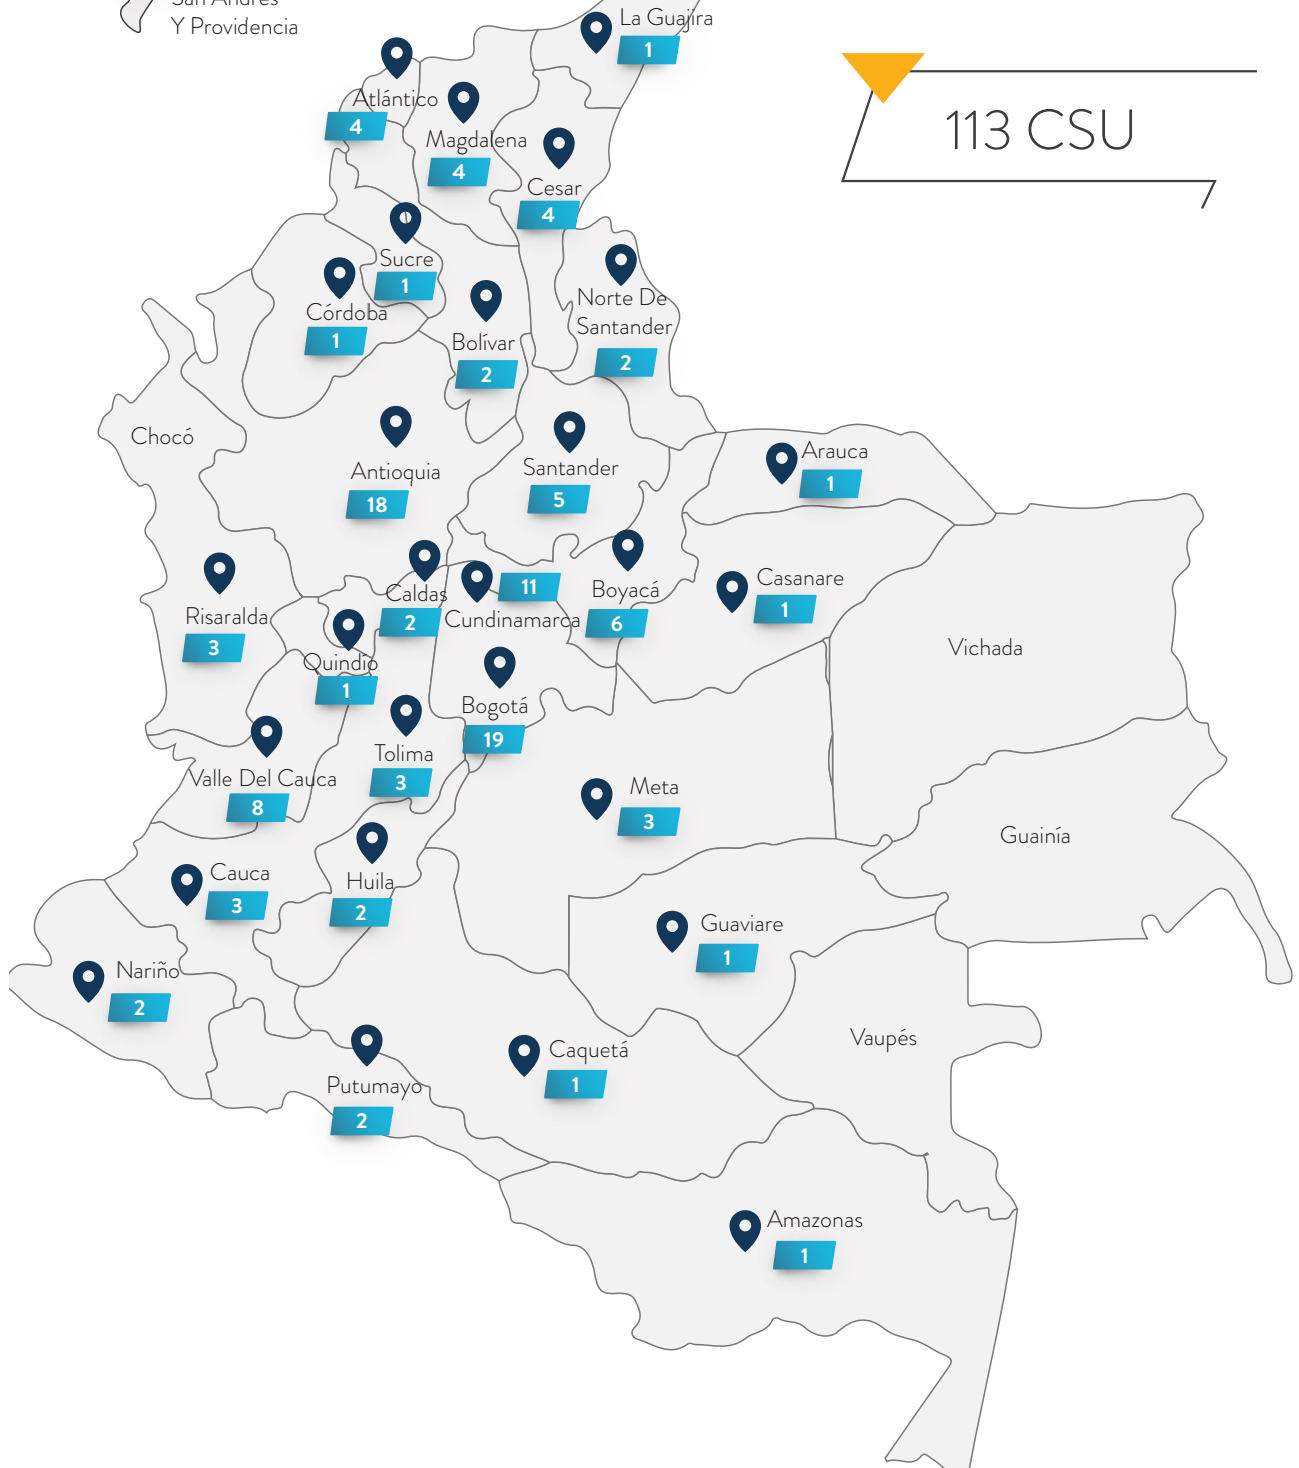 San Andrés
Y Providencia
La Guajira
1
113 CSU
Atlántico
4
Magdalena
4
Cesar
4
Sucre
1
Córdoba
1
Bolívar
2
Norte De
Santander
2
Chocó
Antioquia
18
Santander
5
Arauca
1
Risaralda
3
Caldas
2
11
Cundinamarca
Boyacá
6
Casanare
1
Vichada
Quindío
1
Bogotá
19
Tolima
3
Valle Del Cauca
8
Meta
3
Guainía
Cauca
3
Huila
2
Guaviare
1
Nariño
2
Vaupés
Putumayo
2
Caquetá
1
Amazonas
1